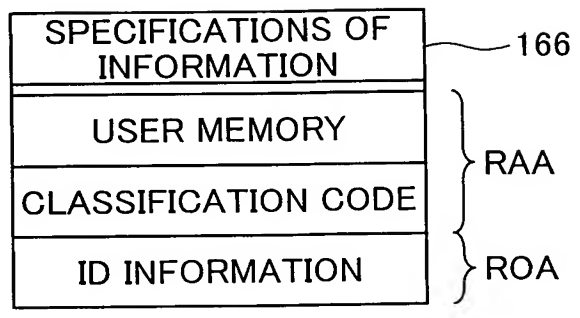 SPECIFICATIONS OF
INFORMATION
166
USER MEMORY
CLASSIFICATION CODE
RAA
ID INFORMATION
ROA